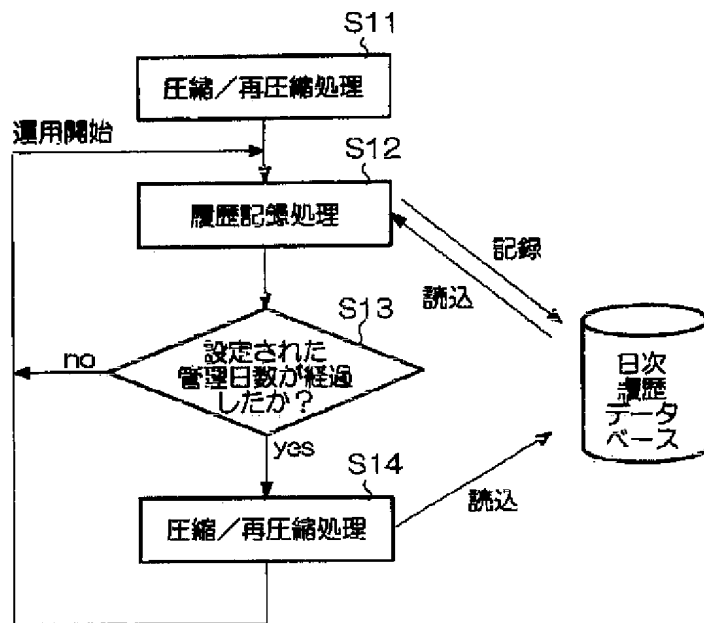 S11
圧縮／再圧縮処理
運用開始
S12
履歴記録処理
記録
読込
S13
設定された
管理日数が経過
したか？
no
yes
日次
履歴
データ
ベース
S14
圧縮／再圧縮処理
読込